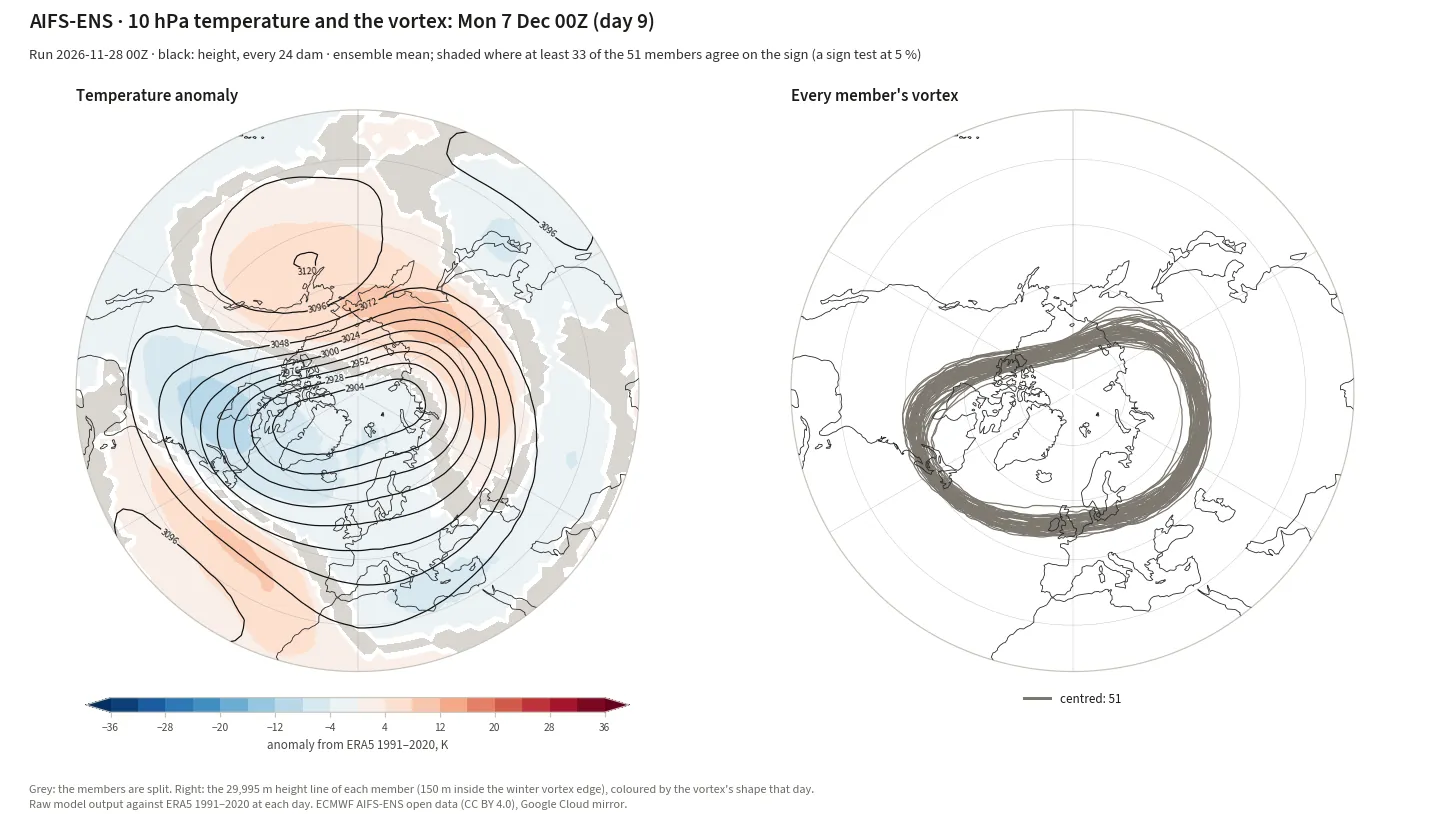 AIFS-ENS · 10 hPa temperature and the vortex: Mon 7 Dec 00Z (day 9)
Run 2026-11-28 00Z · black: height, every 24 dam · ensemble mean; shaded where at least 33 of the 51 members agree on the sign (a sign test at 5 %)
Temperature anomaly
Every member's vortex
3096
3120
3096
3072
3048
3024
3000
2952
2928
2904
3096
centred: 51
−36 −28 −20 −12 −4 4 12 20 28 36
anomaly from ERA5 1991–2020, K
Grey: the members are split. Right: the 29,995 m height line of each member (150 m inside the winter vortex edge), coloured by the vortex's shape that day.
Raw model output against ERA5 1991–2020 at each day. ECMWF AIFS-ENS open data (CC BY 4.0), Google Cloud mirror.